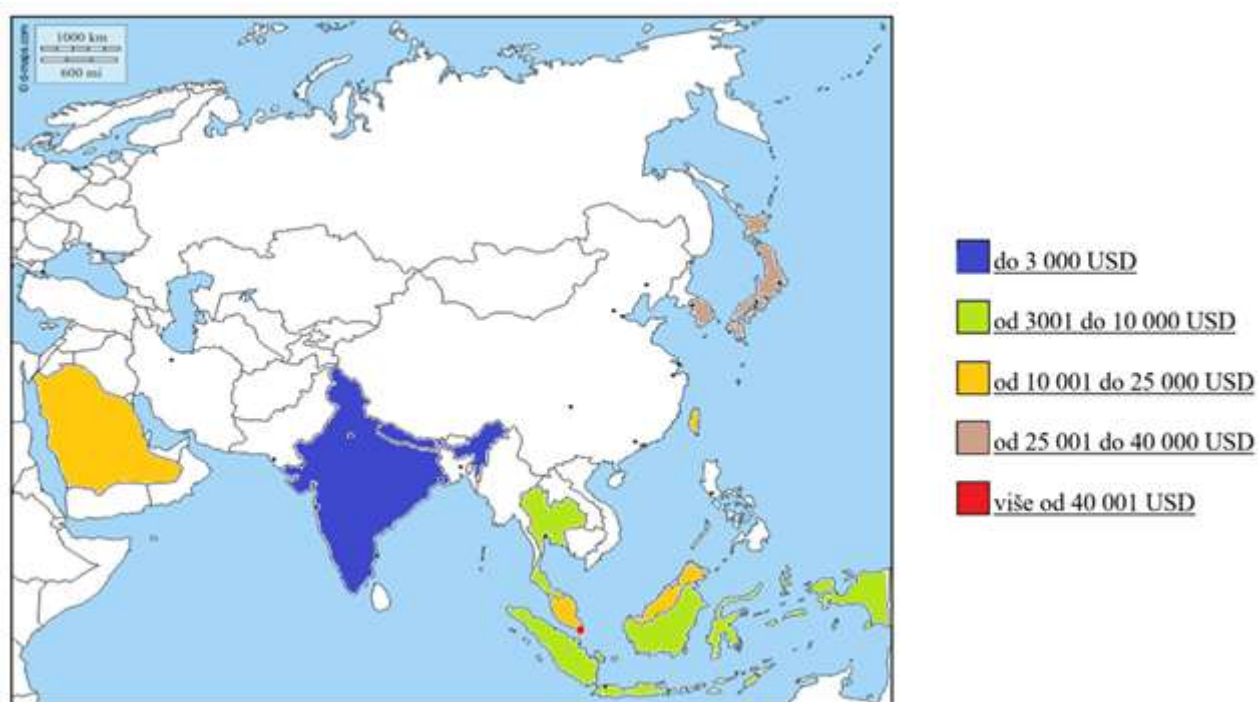 © d-maps.com
1000 km
600 mi
do 3 000 USD
od 3001 do 10 000 USD
od 10 001 do 25 000 USD
od 25 001 do 40 000 USD
više od 40 001 USD